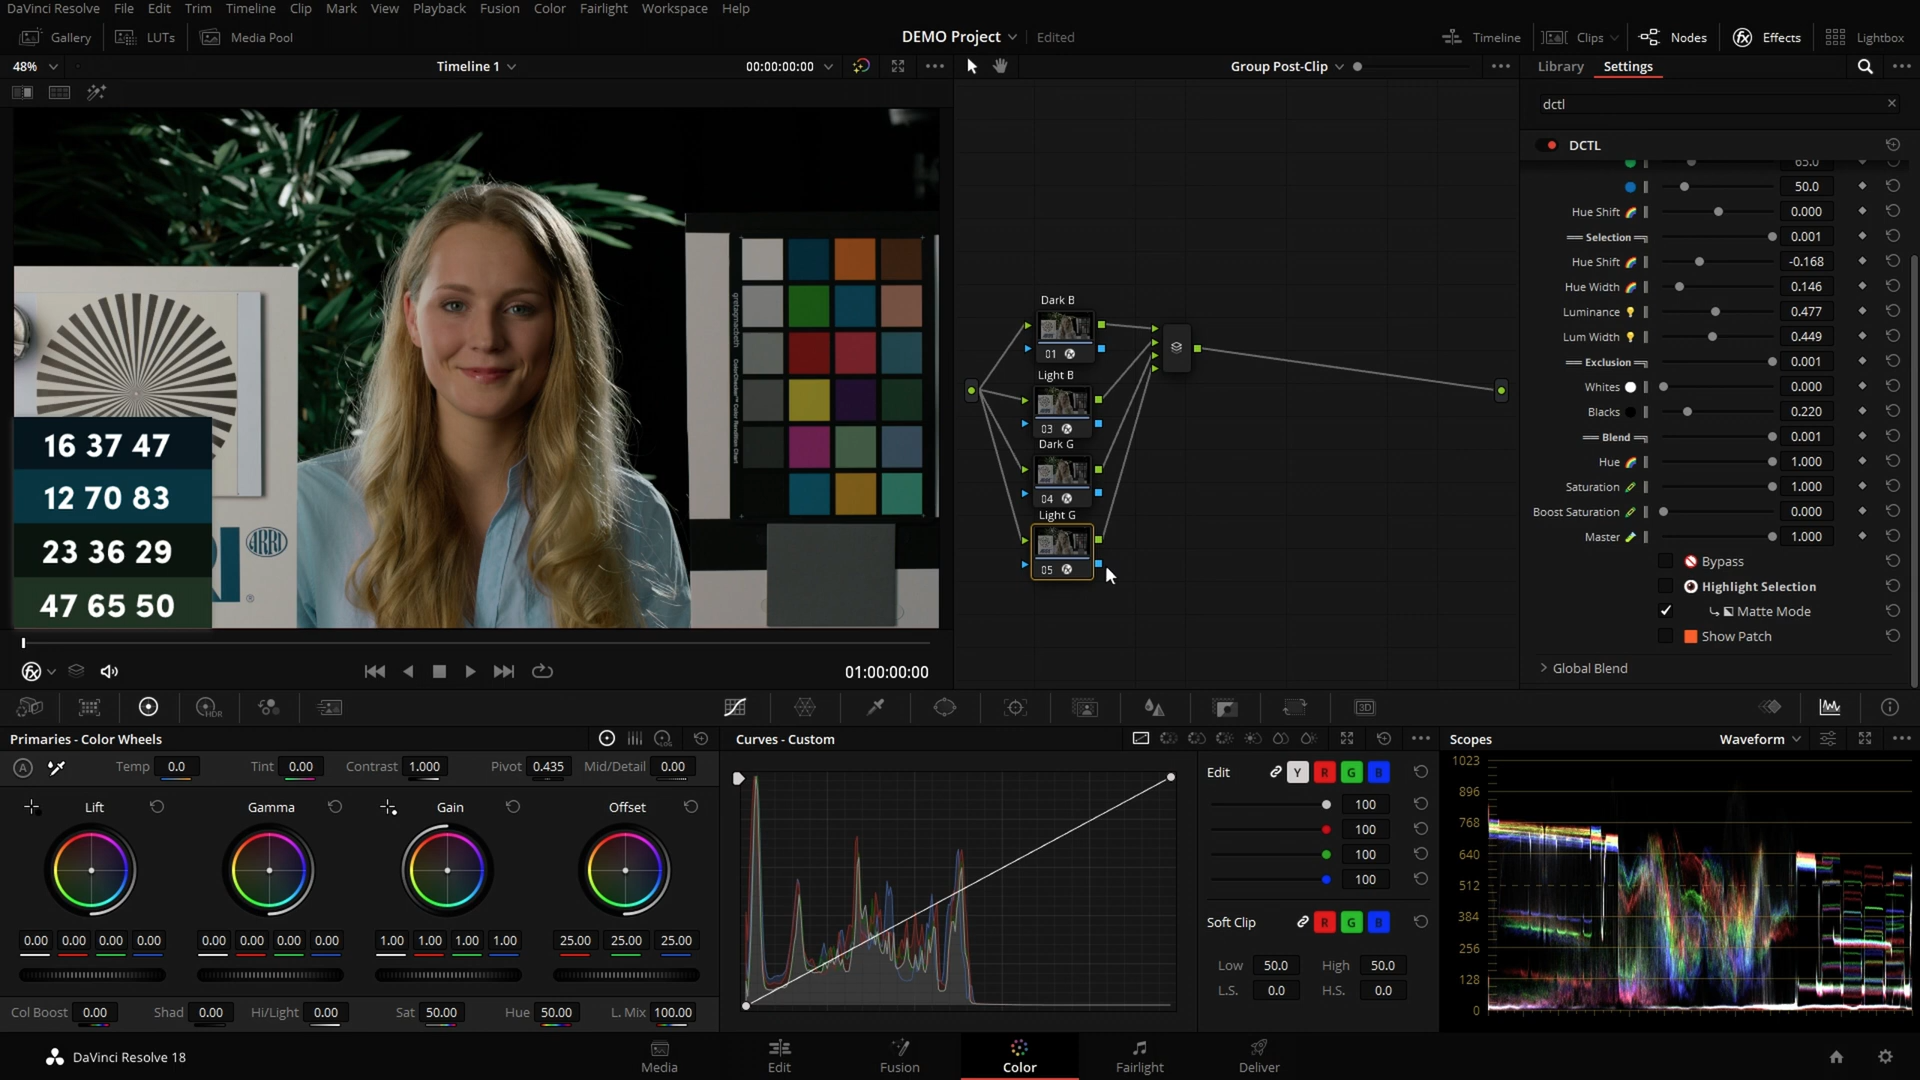 DaVinci Resolve File Edit Trim Timeline Clip Mark View Playback Fusion Color Fairlight Workspace Help
Gallery LUTs Media Pool DEMO Project Edited Timeline Clips Nodes Effects Lightbox
48% Timeline 1 00:00:00:00 Group Post-Clip Library Settings
dctl
DCTL
65.0
50.0
Hue Shift 0.000
Selection 0.001
Hue Shift -0.168
Hue Width 0.146
Luminance 0.477
Lum Width 0.449
Exclusion 0.001
Whites 0.000
Blacks 0.220
Blend 0.001
Hue 1.000
Saturation 1.000
Boost Saturation 0.000
Master 1.000
Bypass
Highlight Selection
Matte Mode
Show Patch
Global Blend
Dark B
01
Light B
03
Dark G
04
Light G
05
16 37 47
12 70 83
23 36 29
47 65 50
ARRI
01:00:00:00
HDR
3D
Primaries - Color Wheels
A Temp 0.0 Tint 0.00 Contrast 1.000 Pivot 0.435 Mid/Detail 0.00
Lift Gamma Gain Offset
0.00 0.00 0.00 0.00 0.00 0.00 0.00 0.00 1.00 1.00 1.00 1.00 25.00 25.00 25.00
Col Boost 0.00 Shad 0.00 Hi/Light 0.00 Sat 50.00 Hue 50.00 L. Mix 100.00
Curves - Custom
Edit Y R G B
100
100
100
100
Soft Clip R G B
Low 50.0 High 50.0
L.S. 0.0 H.S. 0.0
Scopes Waveform
1023
896
768
640
512
384
256
128
0
DaVinci Resolve 18 Media Edit Fusion Color Fairlight Deliver